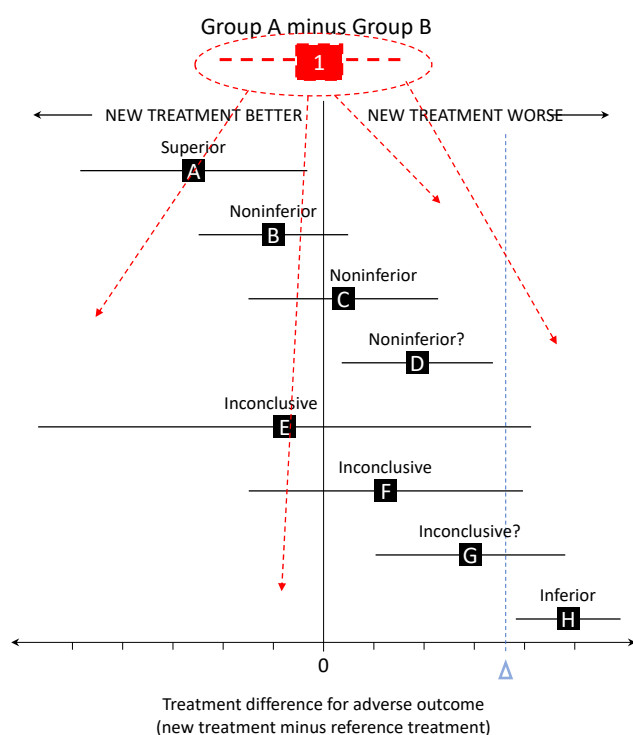 Group A minus Group B
1
NEW TREATMENT BETTER
NEW TREATMENT WORSE
Superior
A
Noninferior
B
Noninferior
C
Noninferior?
D
Inconclusive
E
Inconclusive
F
Inconclusive?
G
Inferior
H
0
Δ
Treatment difference for adverse outcome
(new treatment minus reference treatment)